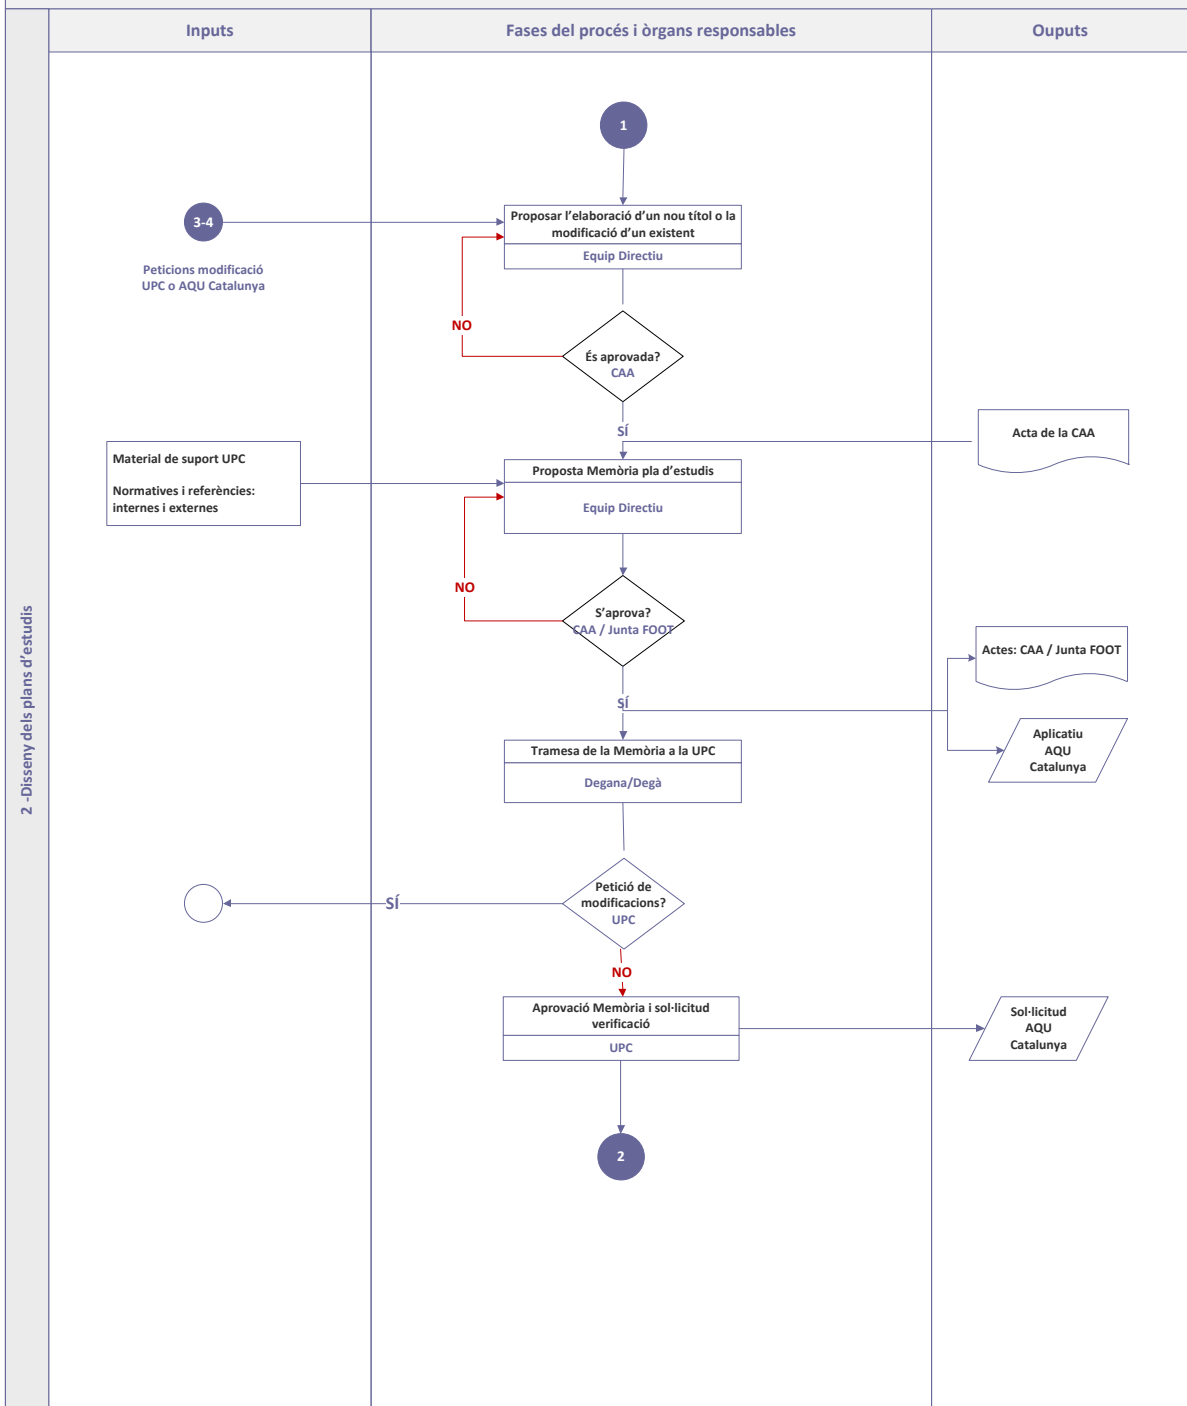 Inputs
Fases del procés i òrgans responsables
Ouputs
2 -Disseny dels plans d'estudis
1
3-4
Peticions modificació
UPC o AQU Catalunya
Proposar l'elaboració d'un nou títol o la
modificació d'un existent
Equip Directiu
NO
És aprovada?
CAA
SÍ
Acta de la CAA
Material de suport UPC
Normatives i referències:
internes i externes
Proposta Memòria pla d'estudis
Equip Directiu
NO
S'aprova?
CAA / Junta FOOT
SÍ
Actes: CAA / Junta FOOT
Aplicatiu
AQU
Catalunya
Tramesa de la Memòria a la UPC
Degana/Degà
Petició de
modificacions?
UPC
SÍ
NO
Aprovació Memòria i sol·licitud
verificació
UPC
Sol·licitud
AQU
Catalunya
2